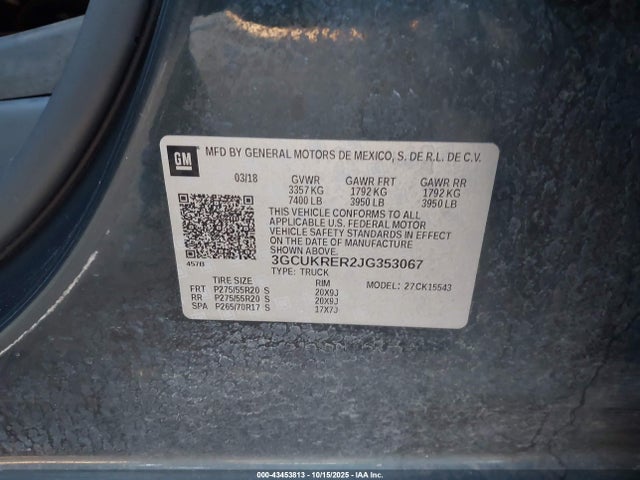 GM MFD BY GENERAL MOTORS DE MEXICO, S. DE R.L. DE C.V.
03/18 GVWR GAWR FRT GAWR RR
3357 KG 1792 KG 1792 KG
7400 LB 3950 LB 3950 LB
THIS VEHICLE CONFORMS TO ALL
APPLICABLE U.S. FEDERAL MOTOR
VEHICLE SAFETY STANDARDS IN EFFECT
ON THE DATE OF MANUFACTURE
SHOWN ABOVE.
457B 3GCUKRER2JG353067
TYPE: TRUCK
TIRE SIZE RIM MODEL: 27CK15543
FRT P275/55R20 S 20X9J
RR P275/55R20 S 20X9J
SPA P265/70R17 S 17X7J
000-43453813 - 10/15/2025 - IAA Inc.